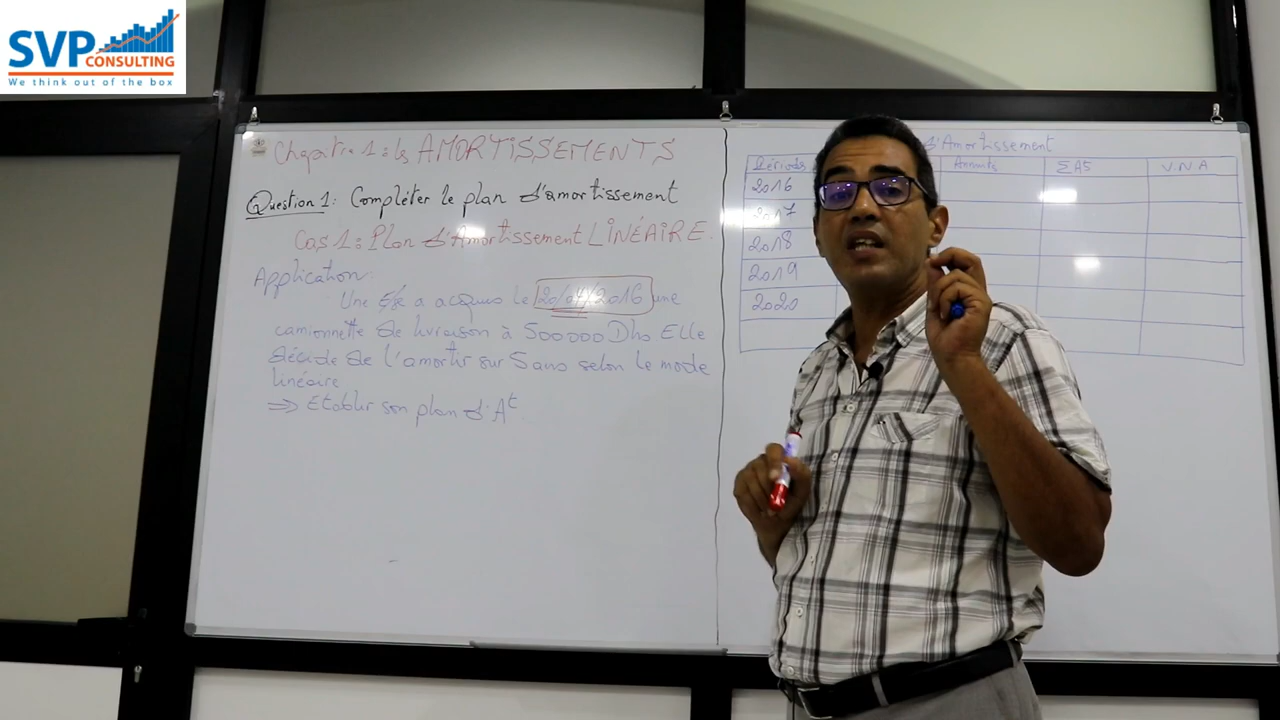 SVP
CONSULTING
We think out of the box
Chapitre 1 : les AMORTISSEMENTS
Question 1 : Compléter le plan d'amortissement
Cas 1 : Plan d'Amortissement LINÉAIRE.
Application:
Une Sté a acquis le 20/04/2016 une
camionnette de livraison à 500000 Dhs Elle
décide de l'amortir sur 5 ans selon le mode
linéaire
⇒ Etablir son plan d'At.
d'Amortissement
Périodes Annuités ΣAt V.N.A
2016
2017
2018
2019
2020